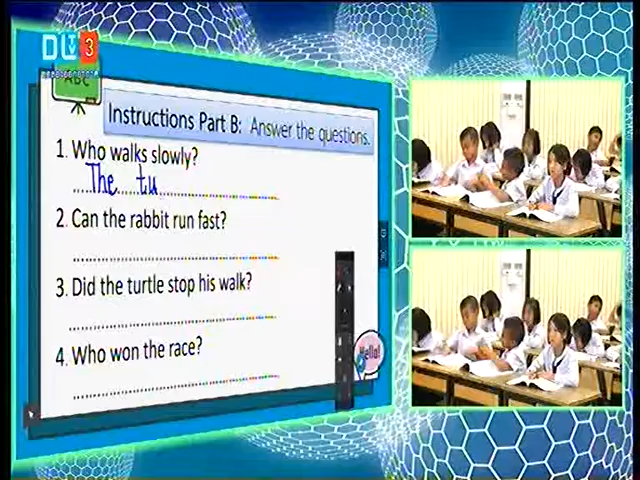 DLTV 3
ABC
Instructions Part B: Answer the questions.
1. Who walks slowly?
The tu
2. Can the rabbit run fast?
3. Did the turtle stop his walk?
4. Who won the race?
Hello!